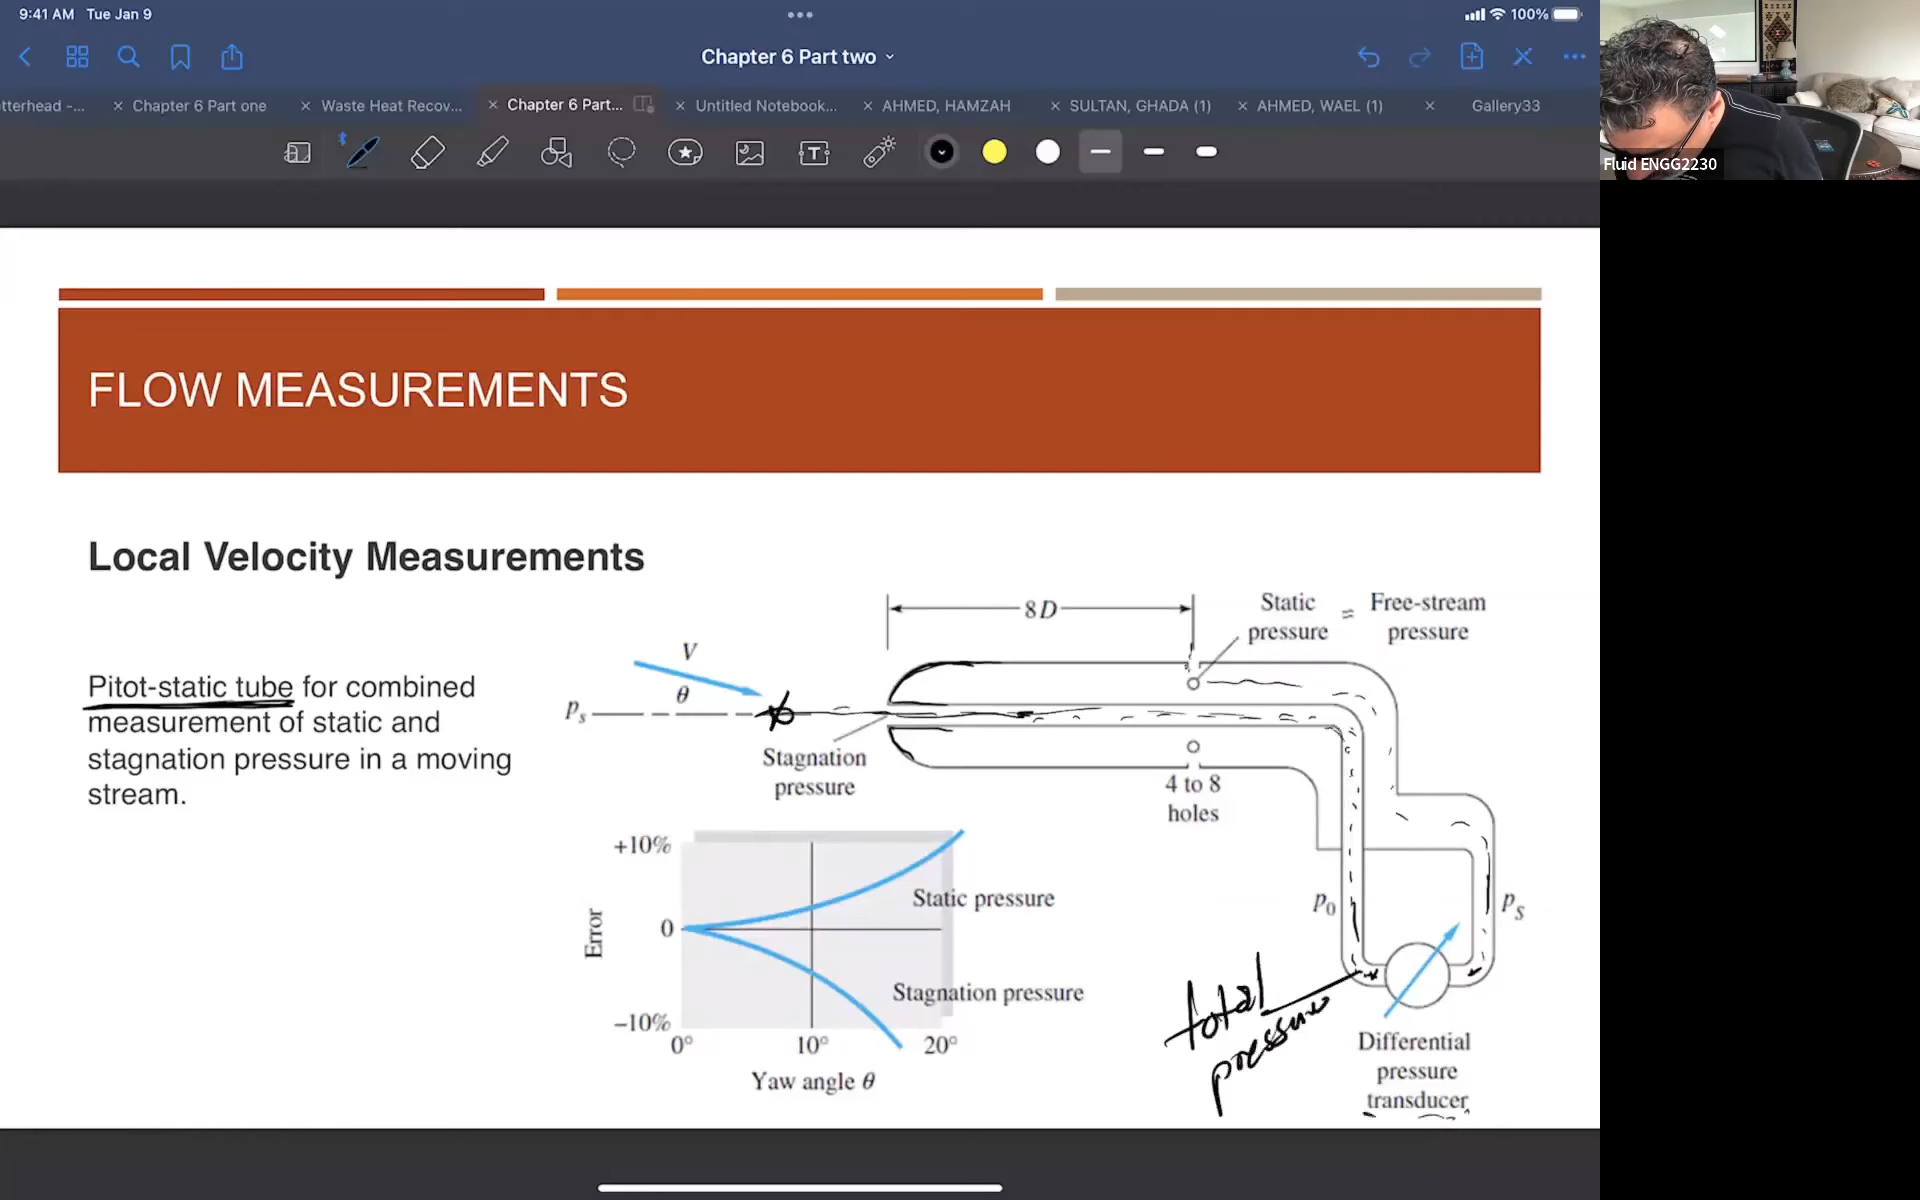 9:41 AM Tue Jan 9
100%
Chapter 6 Part two
tterhead -...
Chapter 6 Part one
Waste Heat Recov...
Chapter 6 Part...
Untitled Notebook...
AHMED, HAMZAH
SULTAN, GHADA (1)
AHMED, WAEL (1)
Gallery33
Fluid ENGG2230
FLOW MEASUREMENTS
Local Velocity Measurements
Pitot-static tube for combined
measurement of static and
stagnation pressure in a moving
stream.
8D
Static
pressure
≈
Free-stream
pressure
V
θ
ps
Stagnation
pressure
4 to 8
holes
+10%
0
–10%
Error
Static pressure
Stagnation pressure
0° 10° 20°
Yaw angle θ
p0
ps
total
pressure
Differential
pressure
transducer